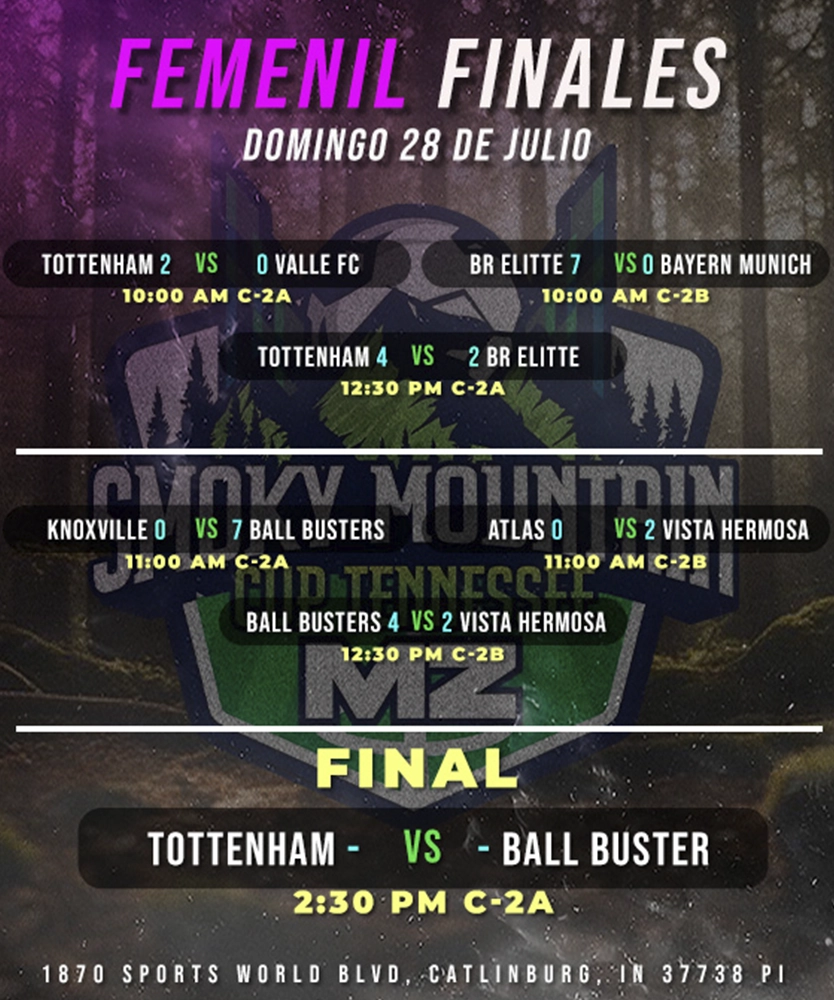 FEMENIL FINALES
DOMINGO 28 DE JULIO
TOTTENHAM 2 VS 0 VALLE FC
10:00 AM C-2A
BR ELITTE 7 VS 0 BAYERN MUNICH
10:00 AM C-2B
TOTTENHAM 4 VS 2 BR ELITTE
12:30 PM C-2A
SMOKY MOUNTAIN
KNOXVILLE 0 VS 7 BALL BUSTERS
11:00 AM C-2A
ATLAS 0 VS 2 VISTA HERMOSA
11:00 AM C-2B
CUP TENNESSEE
BALL BUSTERS 4 VS 2 VISTA HERMOSA
12:30 PM C-2B
MZ
FINAL
TOTTENHAM - VS - BALL BUSTER
2:30 PM C-2A
1870 SPORTS WORLD BLVD, CATLINBURG, IN 37738 PI